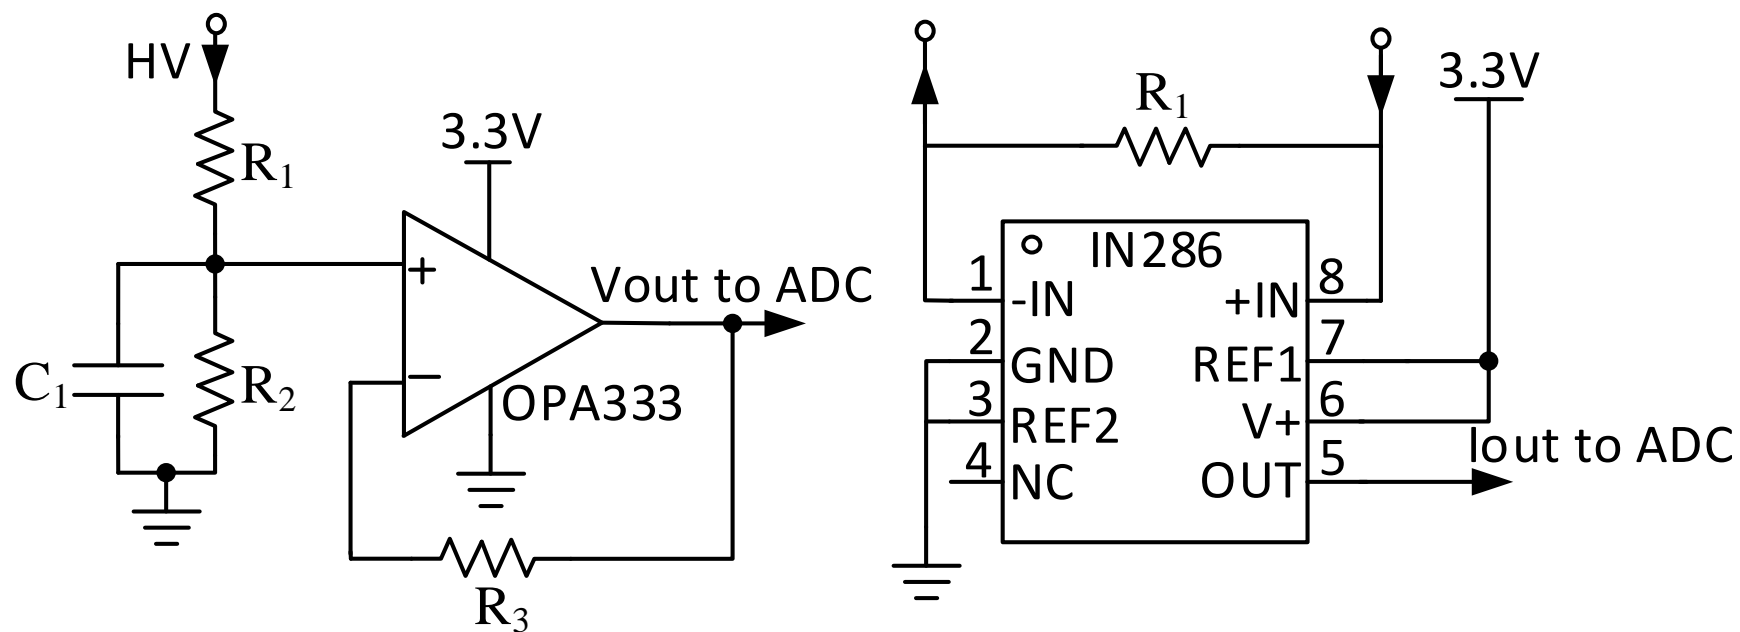 HV
R1
3.3V
Vout to ADC
C1
R2
OPA333
R3
R1
3.3V
IN286
1
-IN
8
+IN
2
GND
7
REF1
3
REF2
6
V+
4
NC
5
OUT
Iout to ADC